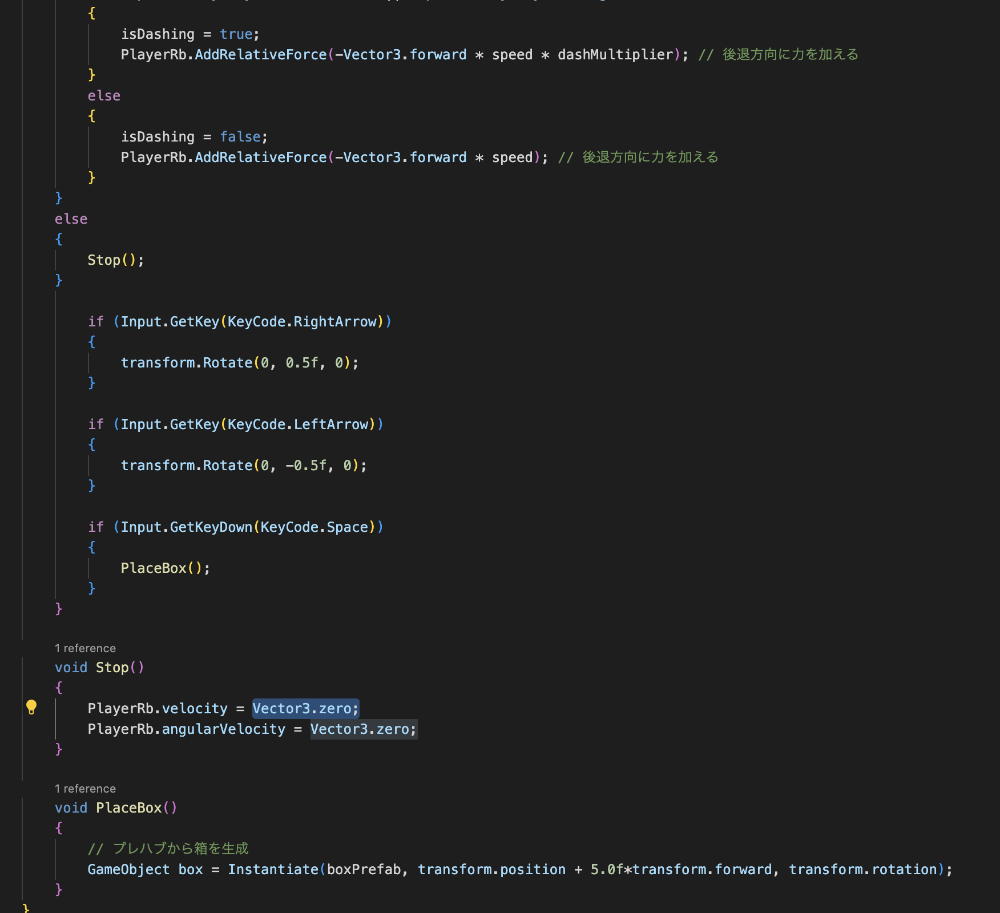 {
isDashing = true;
PlayerRb.AddRelativeForce(-Vector3.forward * speed * dashMultiplier); // 後退方向に力を加える
}
else
{
isDashing = false;
PlayerRb.AddRelativeForce(-Vector3.forward * speed); // 後退方向に力を加える
}
}
else
{
Stop();
}
if (Input.GetKey(KeyCode.RightArrow))
{
transform.Rotate(0, 0.5f, 0);
}
if (Input.GetKey(KeyCode.LeftArrow))
{
transform.Rotate(0, -0.5f, 0);
}
if (Input.GetKeyDown(KeyCode.Space))
{
PlaceBox();
}
}
1 reference
void Stop()
{
PlayerRb.velocity = Vector3.zero;
PlayerRb.angularVelocity = Vector3.zero;
}
1 reference
void PlaceBox()
{
// プレハブから箱を生成
GameObject box = Instantiate(boxPrefab, transform.position + 5.0f*transform.forward, transform.rotation);
}
}